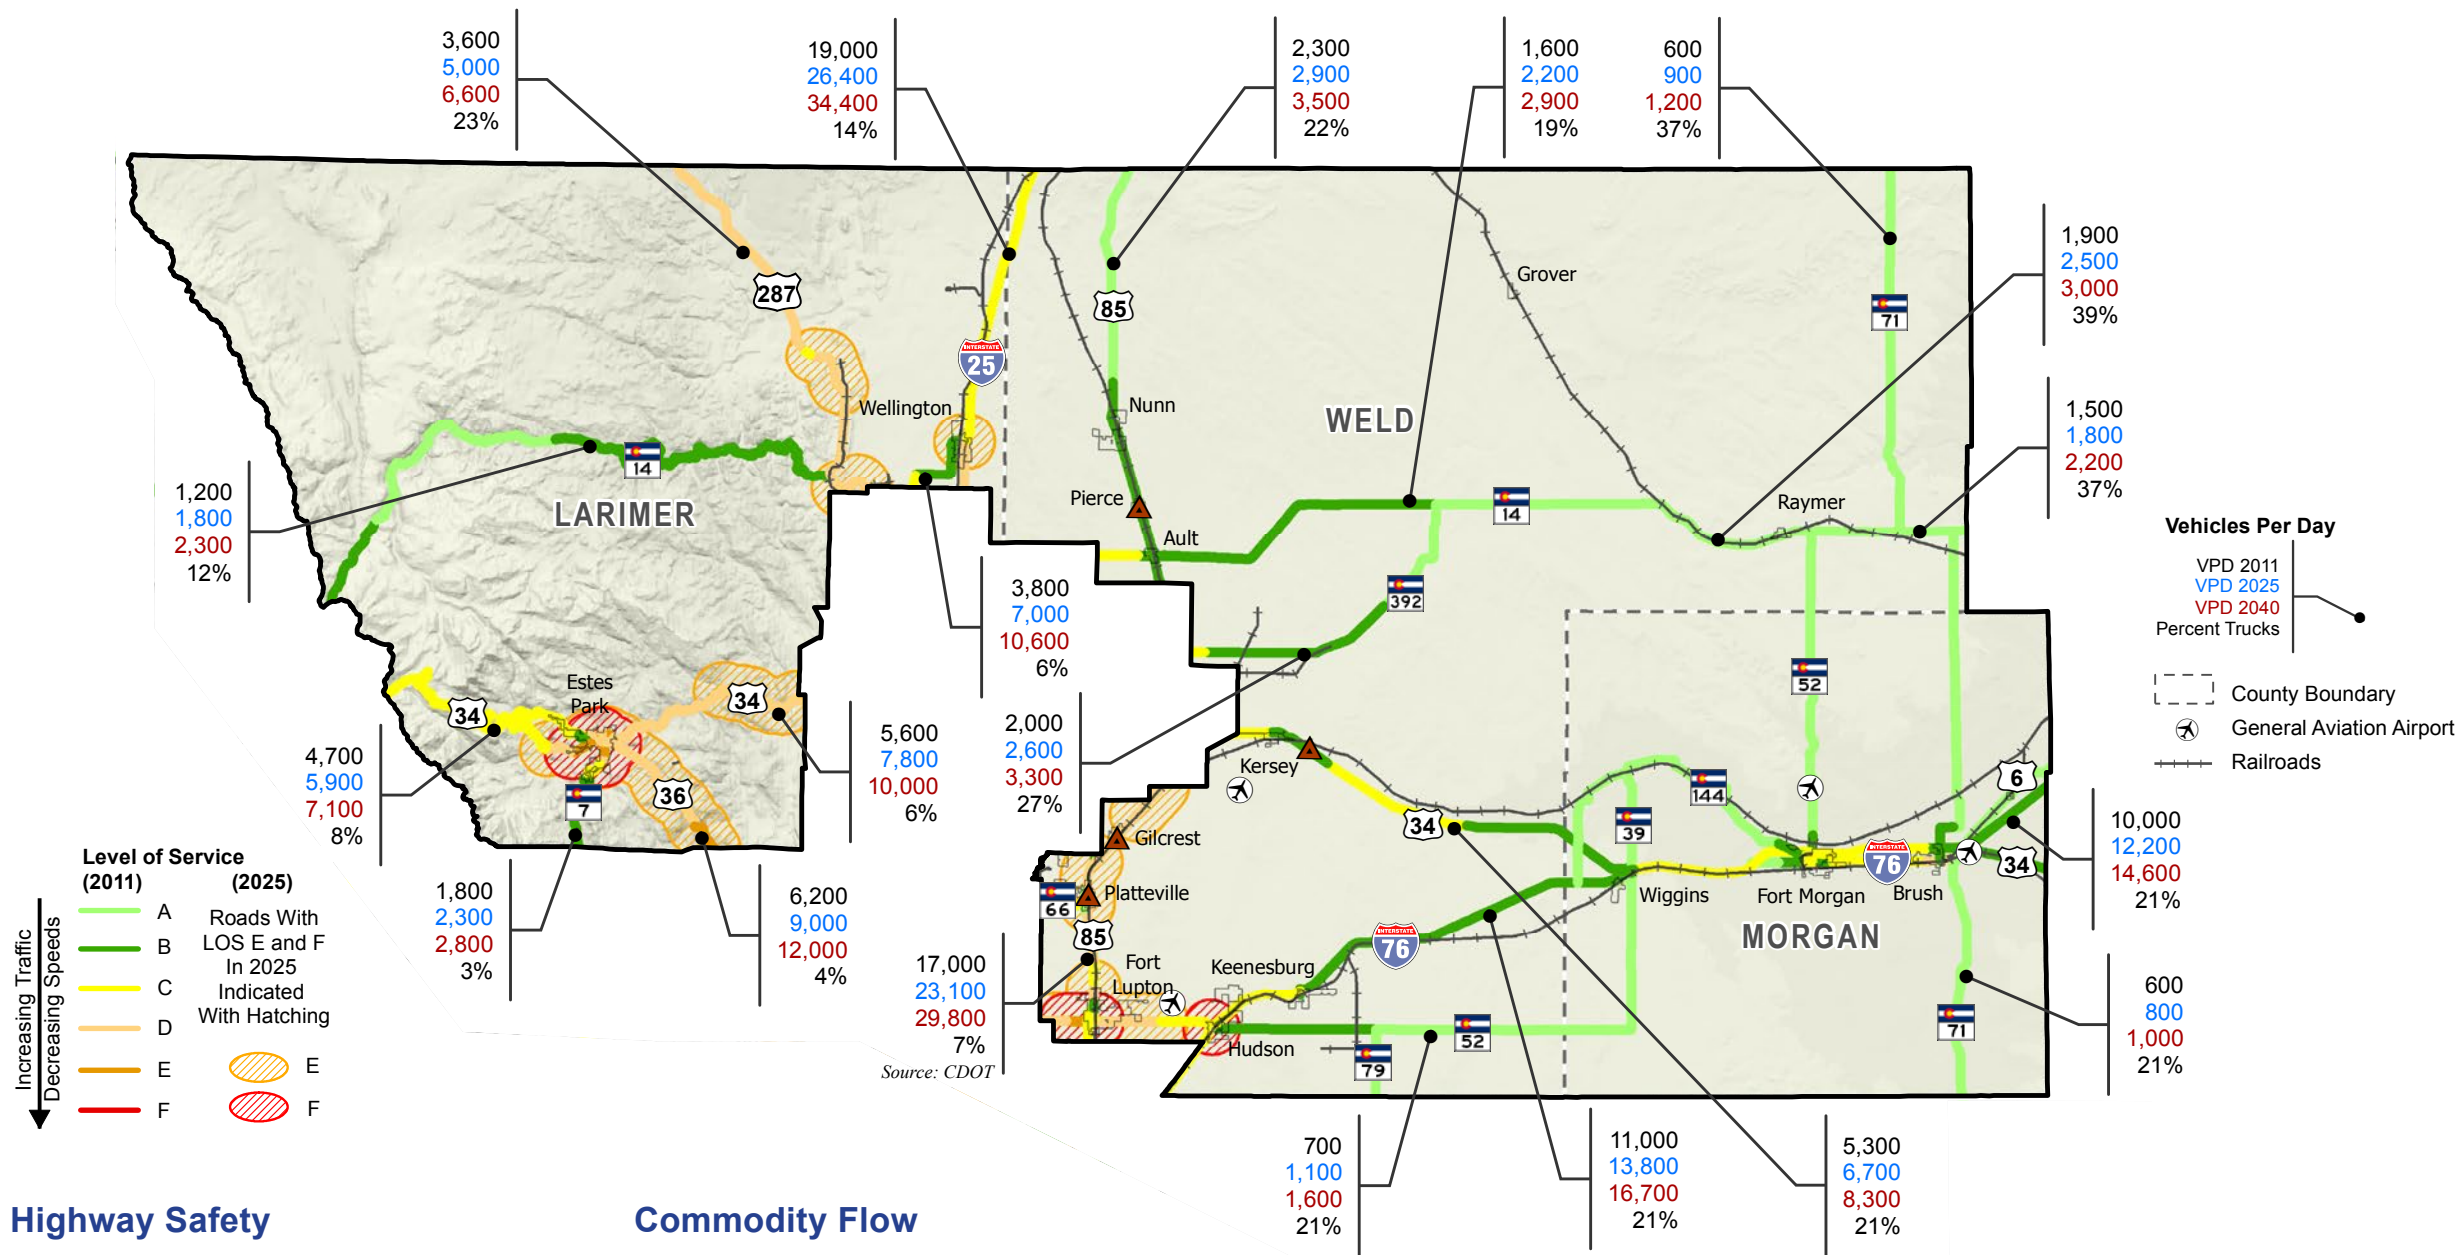 3,600
5,000
6,600
23%
19,000
26,400
34,400
14%
2,300
2,900
3,500
22%
1,600
2,200
2,900
19%
600
900
1,200
37%
1,900
2,500
3,000
39%
1,500
1,800
2,200
37%
Grover
287
85
71
INTERSTATE
25
Wellington
Nunn
WELD
14
LARIMER
Pierce
Ault
14
Raymer
1,200
1,800
2,300
12%
3,800
7,000
10,600
6%
392
52
Vehicles Per Day
VPD 2011
VPD 2025
VPD 2040
Percent Trucks
County Boundary
General Aviation Airport
Railroads
Estes
Park
34
34
36
7
4,700
5,900
7,100
8%
5,600
7,800
10,000
6%
2,000
2,600
3,300
27%
Kersey
34
39
144
6
INTERSTATE
76
34
Gilcrest
Platteville
66
85
Wiggins
Fort Morgan
Brush
MORGAN
10,000
12,200
14,600
21%
Level of Service
(2011)
(2025)
A
B
C
D
E
F
Roads With
LOS E and F
In 2025
Indicated
With Hatching
E
F
Increasing Traffic
Decreasing Speeds
1,800
2,300
2,800
3%
6,200
9,000
12,000
4%
17,000
23,100
29,800
7%
Source: CDOT
Fort
Lupton
Keenesburg
INTERSTATE
76
Hudson
52
79
71
600
800
1,000
21%
700
1,100
1,600
21%
11,000
13,800
16,700
21%
5,300
6,700
8,300
21%
Highway Safety
Commodity Flow